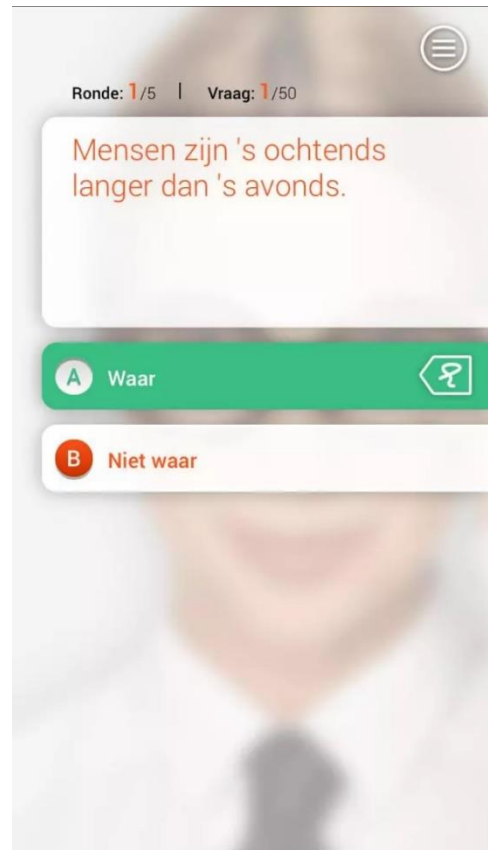 Ronde: 1/5 | Vraag: 1/50
Mensen zijn 's ochtends
langer dan 's avonds.
A Waar
B Niet waar